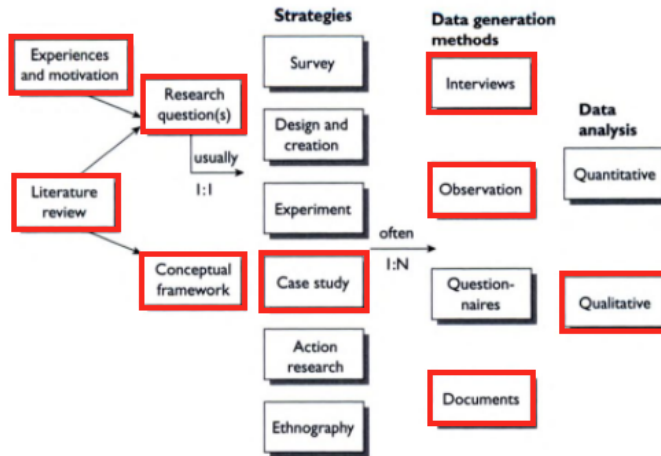 Strategies
Data generation
methods
Experiences
and motivation
Survey
Interviews
Research
question(s)
Data
analysis
Design and
creation
usually
Quantitative
Literature
review
1:1
Observation
Experiment
often
Conceptual
framework
Case study
1:N
Question-
naires
Qualitative
Action
research
Documents
Ethnography